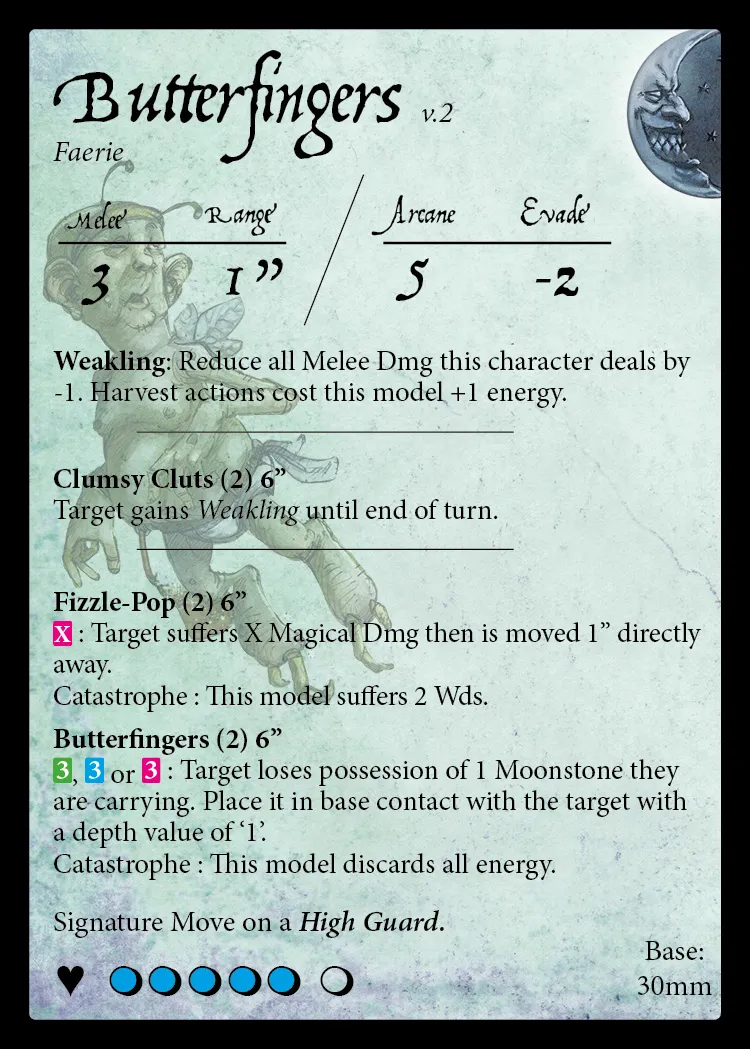 Butterfingers v.2
Faerie
Melee Range Arcane Evade
3 1” 5 -2
Weakling: Reduce all Melee Dmg this character deals by
-1. Harvest actions cost this model +1 energy.
Clumsy Cluts (2) 6”
Target gains Weakling until end of turn.
Fizzle-Pop (2) 6”
X : Target suffers X Magical Dmg then is moved 1” directly
away.
Catastrophe : This model suffers 2 Wds.
Butterfingers (2) 6”
3, 3 or 3 : Target loses possession of 1 Moonstone they
are carrying. Place it in base contact with the target with
a depth value of ‘1’.
Catastrophe : This model discards all energy.
Signature Move on a High Guard.
Base:
30mm